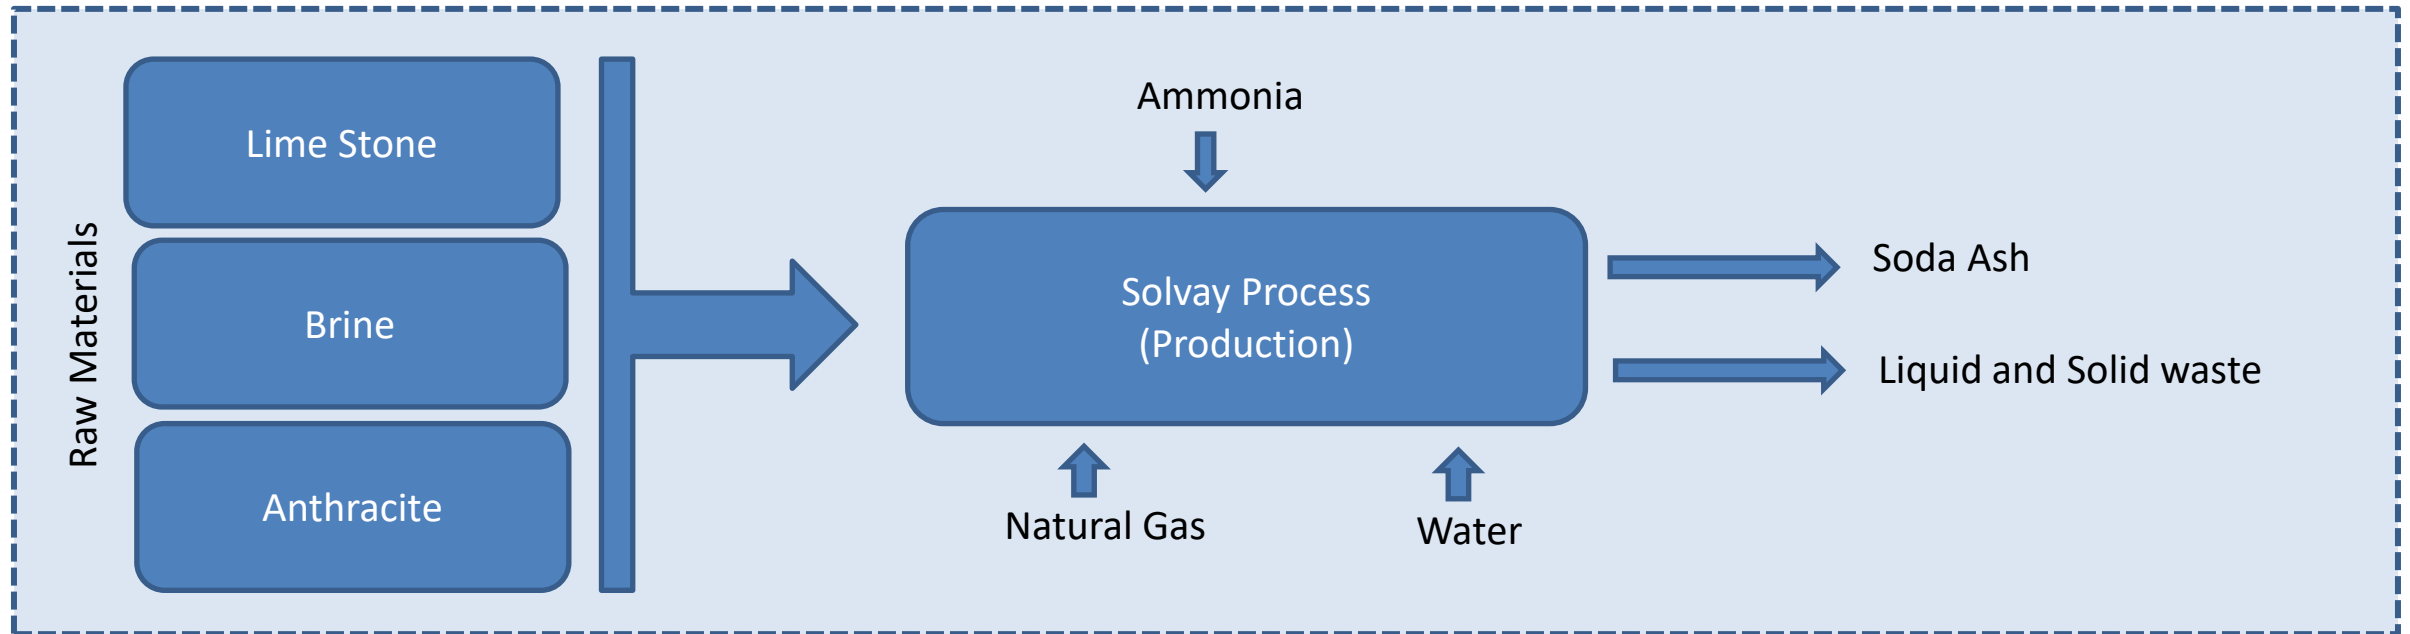 Raw Materials
Lime Stone
Brine
Anthracite
Ammonia
Solvay Process
(Production)
Natural Gas
Water
Soda Ash
Liquid and Solid waste